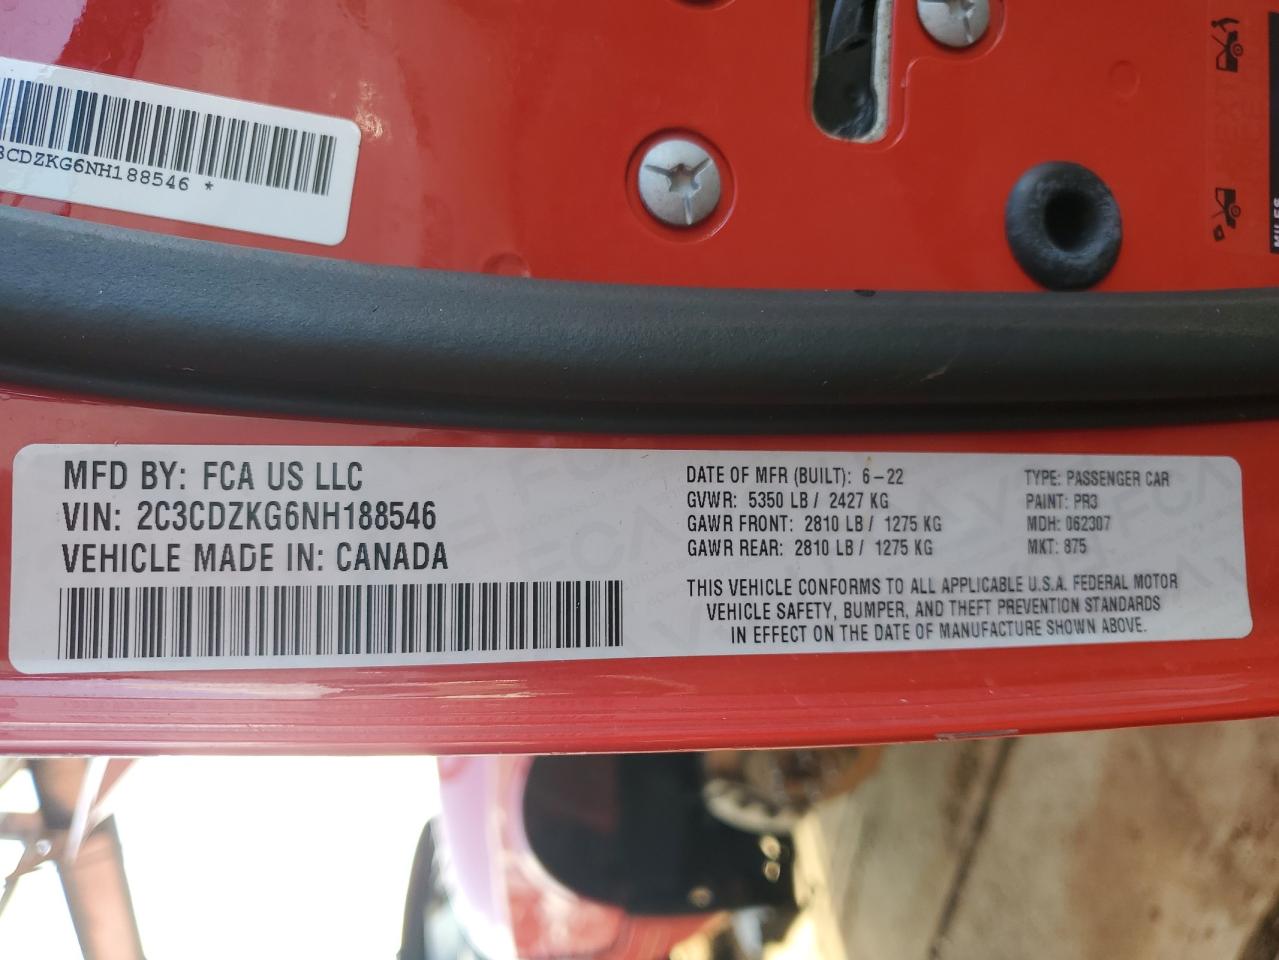 3CDZKG6NH188546 *
MFD BY: FCA US LLC
VIN: 2C3CDZKG6NH188546
VEHICLE MADE IN: CANADA
DATE OF MFR (BUILT): 6-22
GVWR: 5350 LB / 2427 KG
GAWR FRONT: 2810 LB / 1275 KG
GAWR REAR: 2810 LB / 1275 KG
TYPE: PASSENGER CAR
PAINT: PR3
MDH: 062307
MKT: 875
THIS VEHICLE CONFORMS TO ALL APPLICABLE U.S.A. FEDERAL MOTOR
VEHICLE SAFETY, BUMPER, AND THEFT PREVENTION STANDARDS
IN EFFECT ON THE DATE OF MANUFACTURE SHOWN ABOVE.